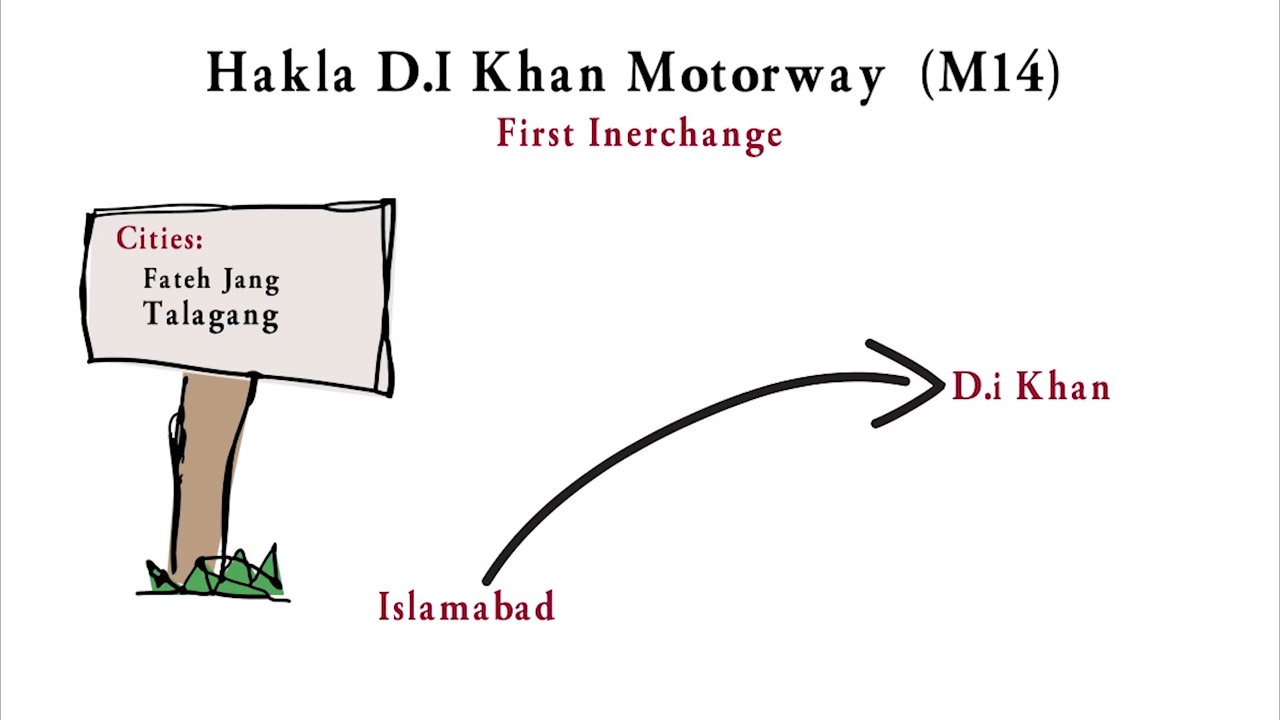 Hakla D.I Khan Motorway (M14)
First Inerchange
Cities:
Fateh Jang
Talagang
D.i Khan
Islamabad